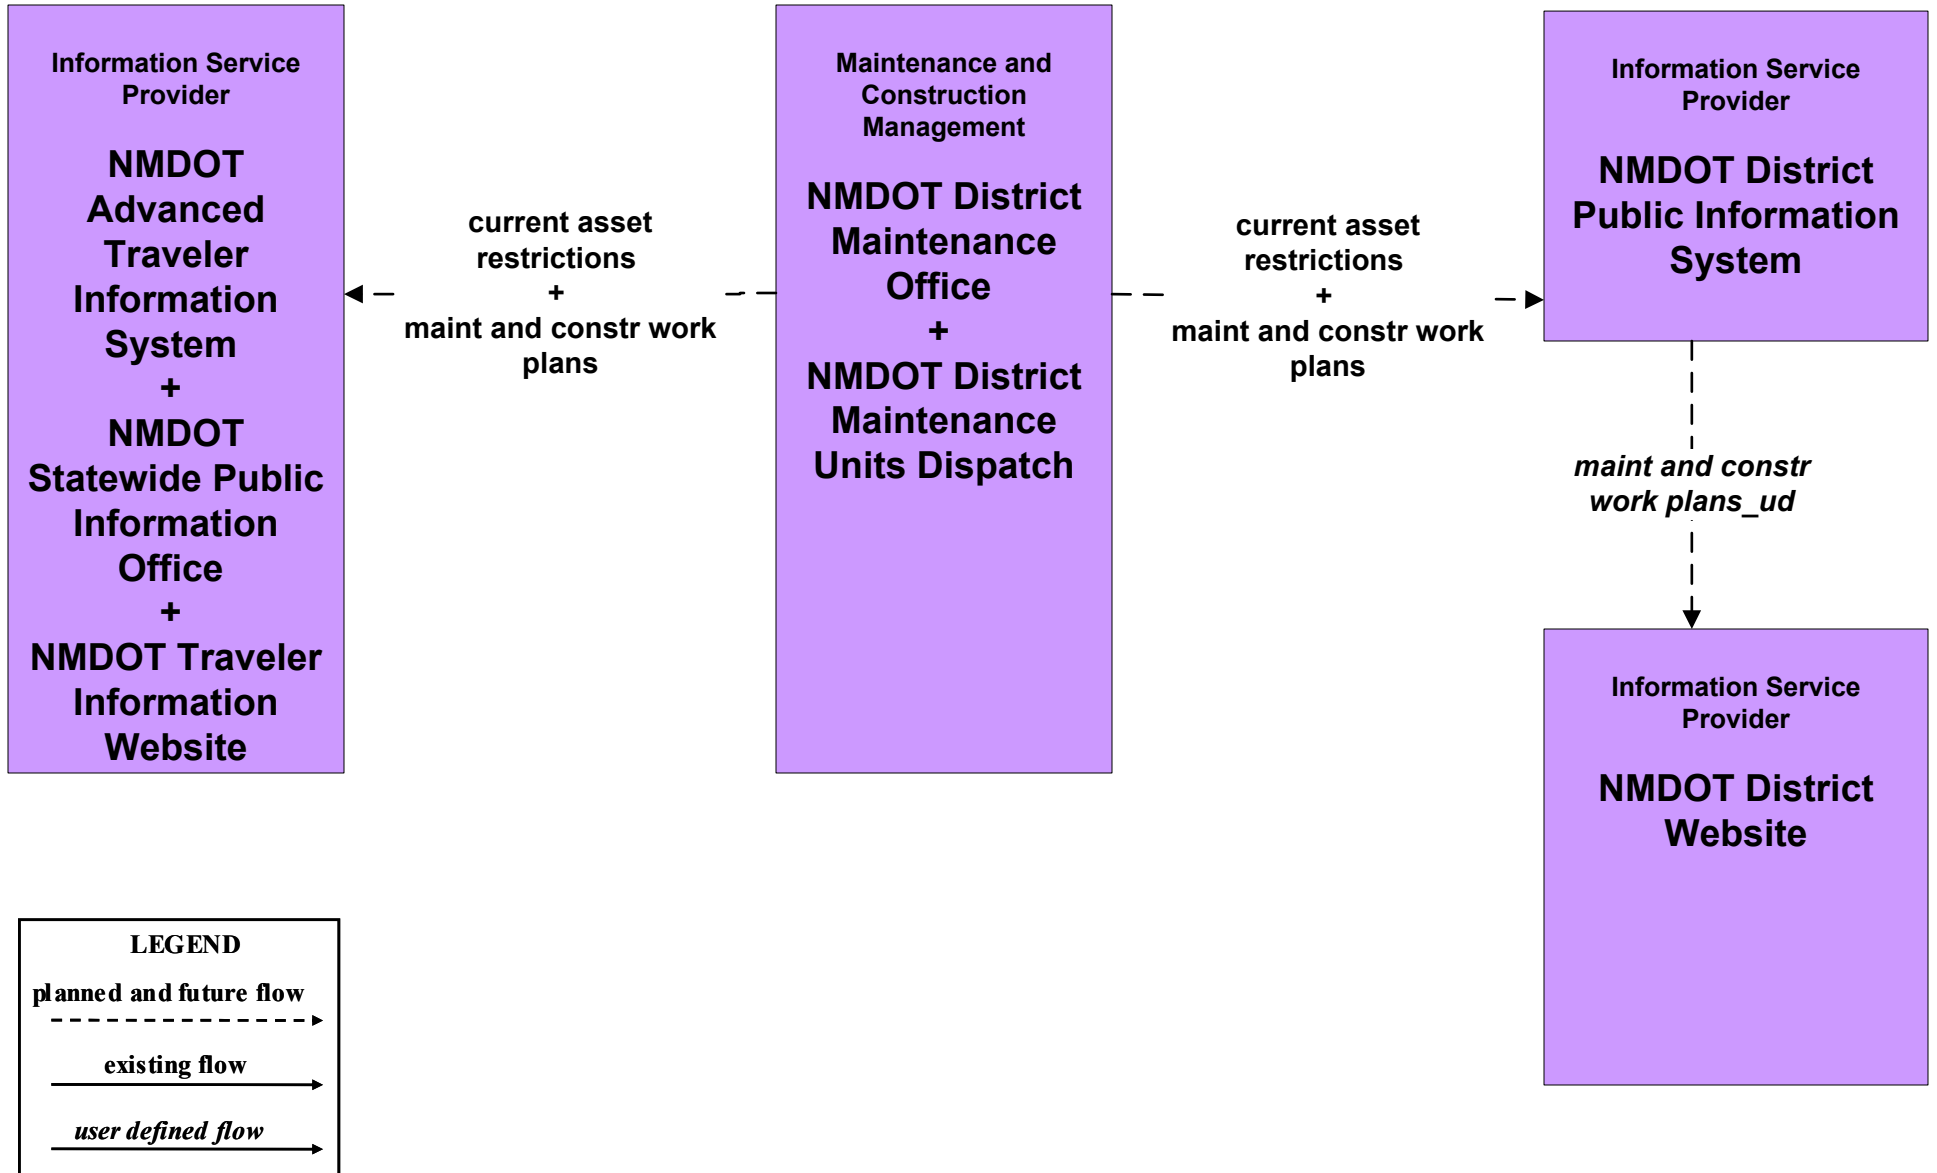 Information Service
Provider
NMDOT
Advanced
Traveler
Information
System
+
NMDOT
Statewide Public
Information
Office
+
NMDOT Traveler
Information
Website
current asset
restrictions
+
maint and constr work
plans
Maintenance and
Construction
Management
NMDOT District
Maintenance
Office
+
NMDOT District
Maintenance
Units Dispatch
current asset
restrictions
+
maint and constr work
plans
Information Service
Provider
NMDOT District
Public Information
System
maint and constr
work plans_ud
Information Service
Provider
NMDOT District
Website
LEGEND
planned and future flow
existing flow
user defined flow